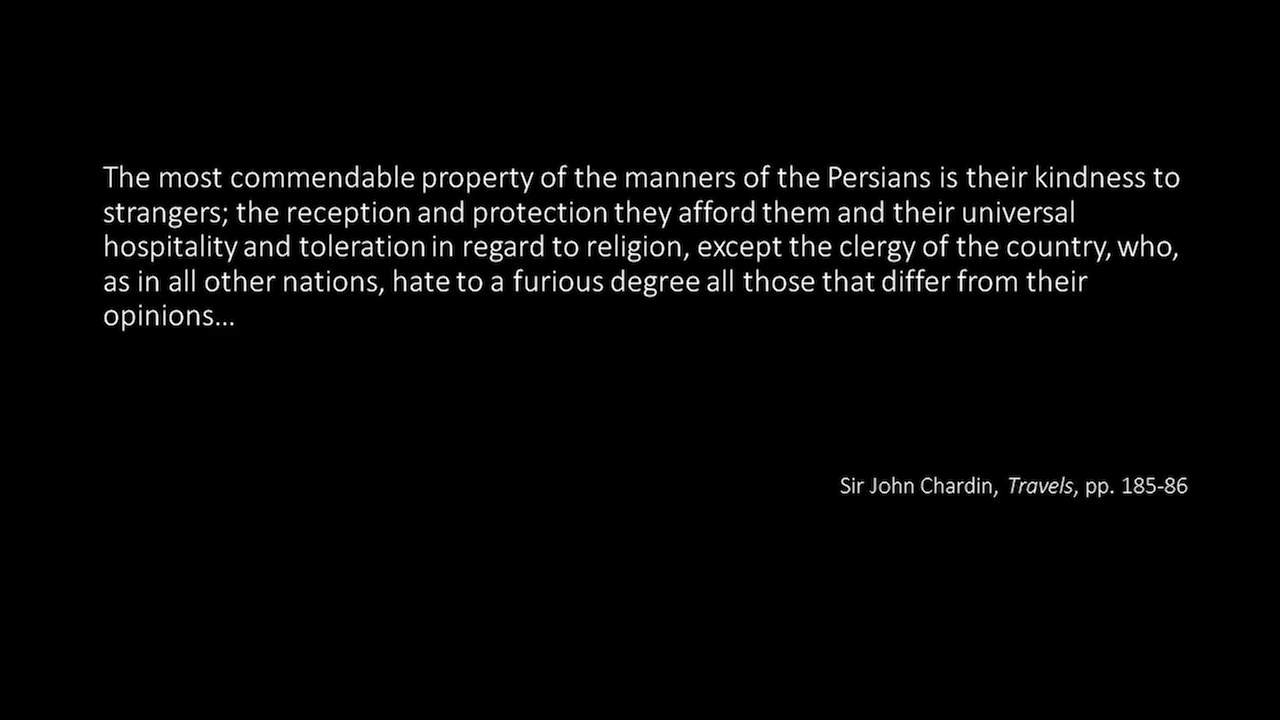 The most commendable property of the manners of the Persians is their kindness to
strangers; the reception and protection they afford them and their universal
hospitality and toleration in regard to religion, except the clergy of the country, who,
as in all other nations, hate to a furious degree all those that differ from their
opinions...
Sir John Chardin, Travels, pp. 185-86